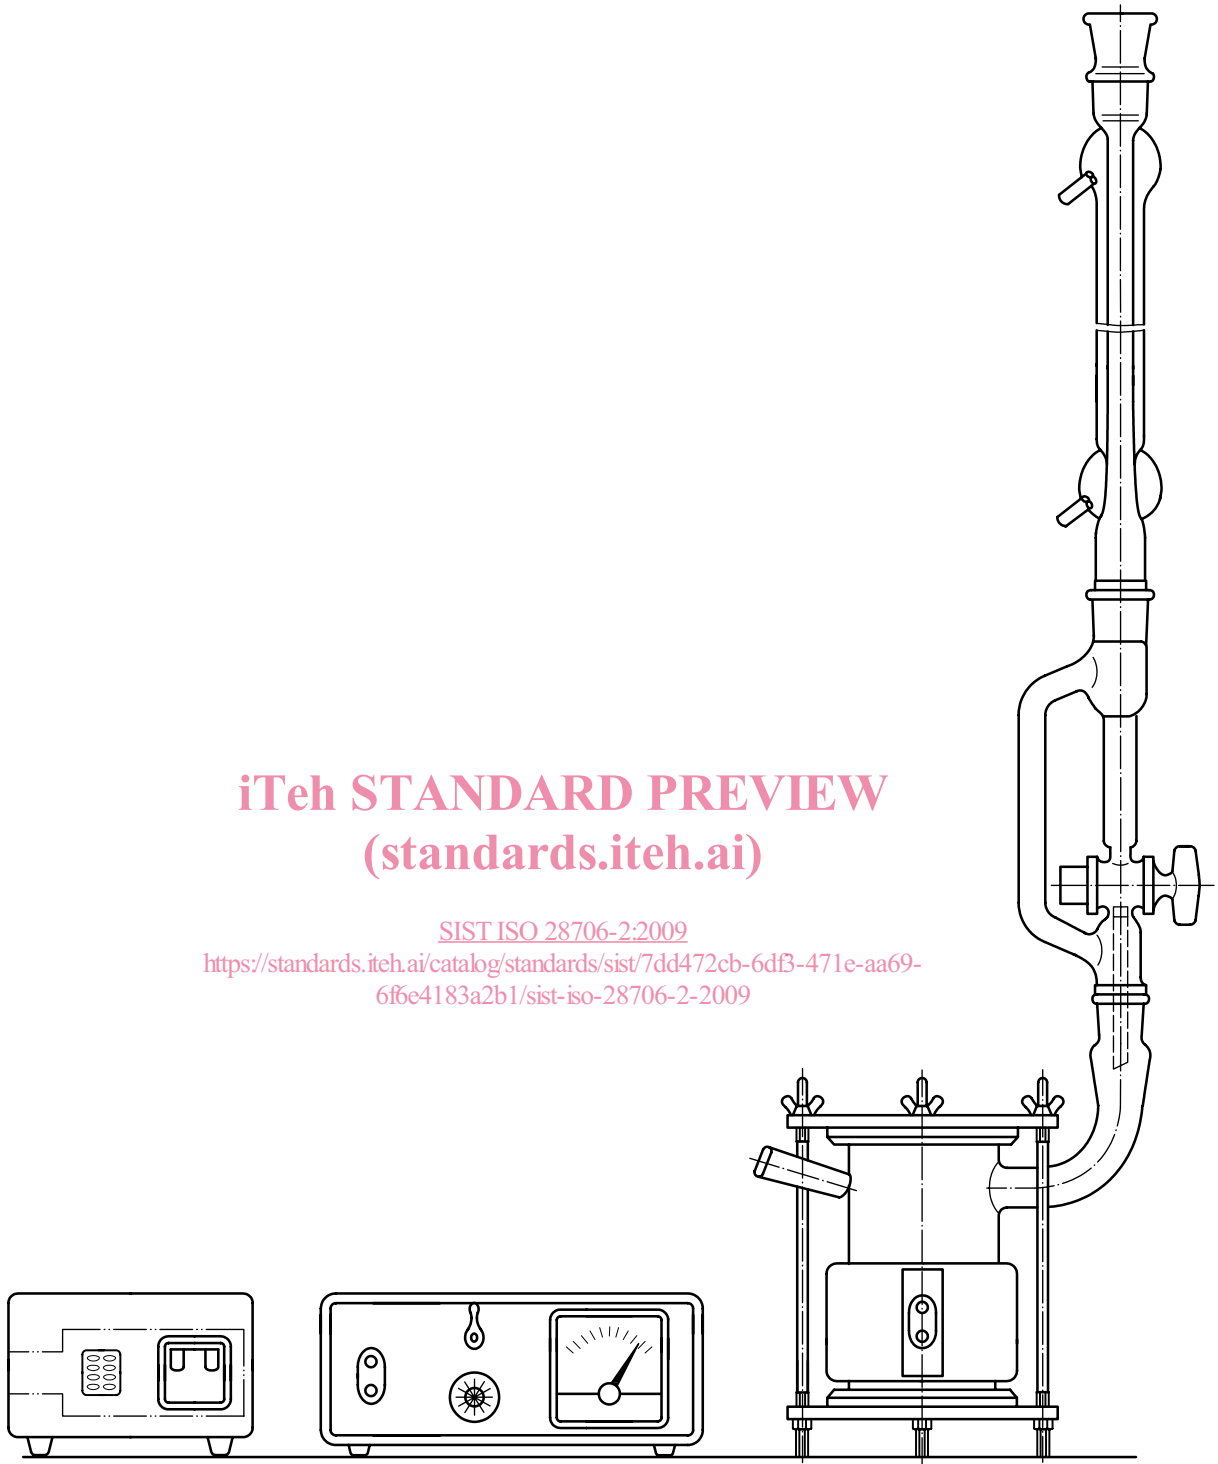 iTeh STANDARD PREVIEW
(standards.iteh.ai)
SIST ISO 28706-2:2009
https://standards.iteh.ai/catalog/standards/sist/7dd472cb-6df3-471e-aa69-
6f6e4183a2b1/sist-iso-28706-2-2009